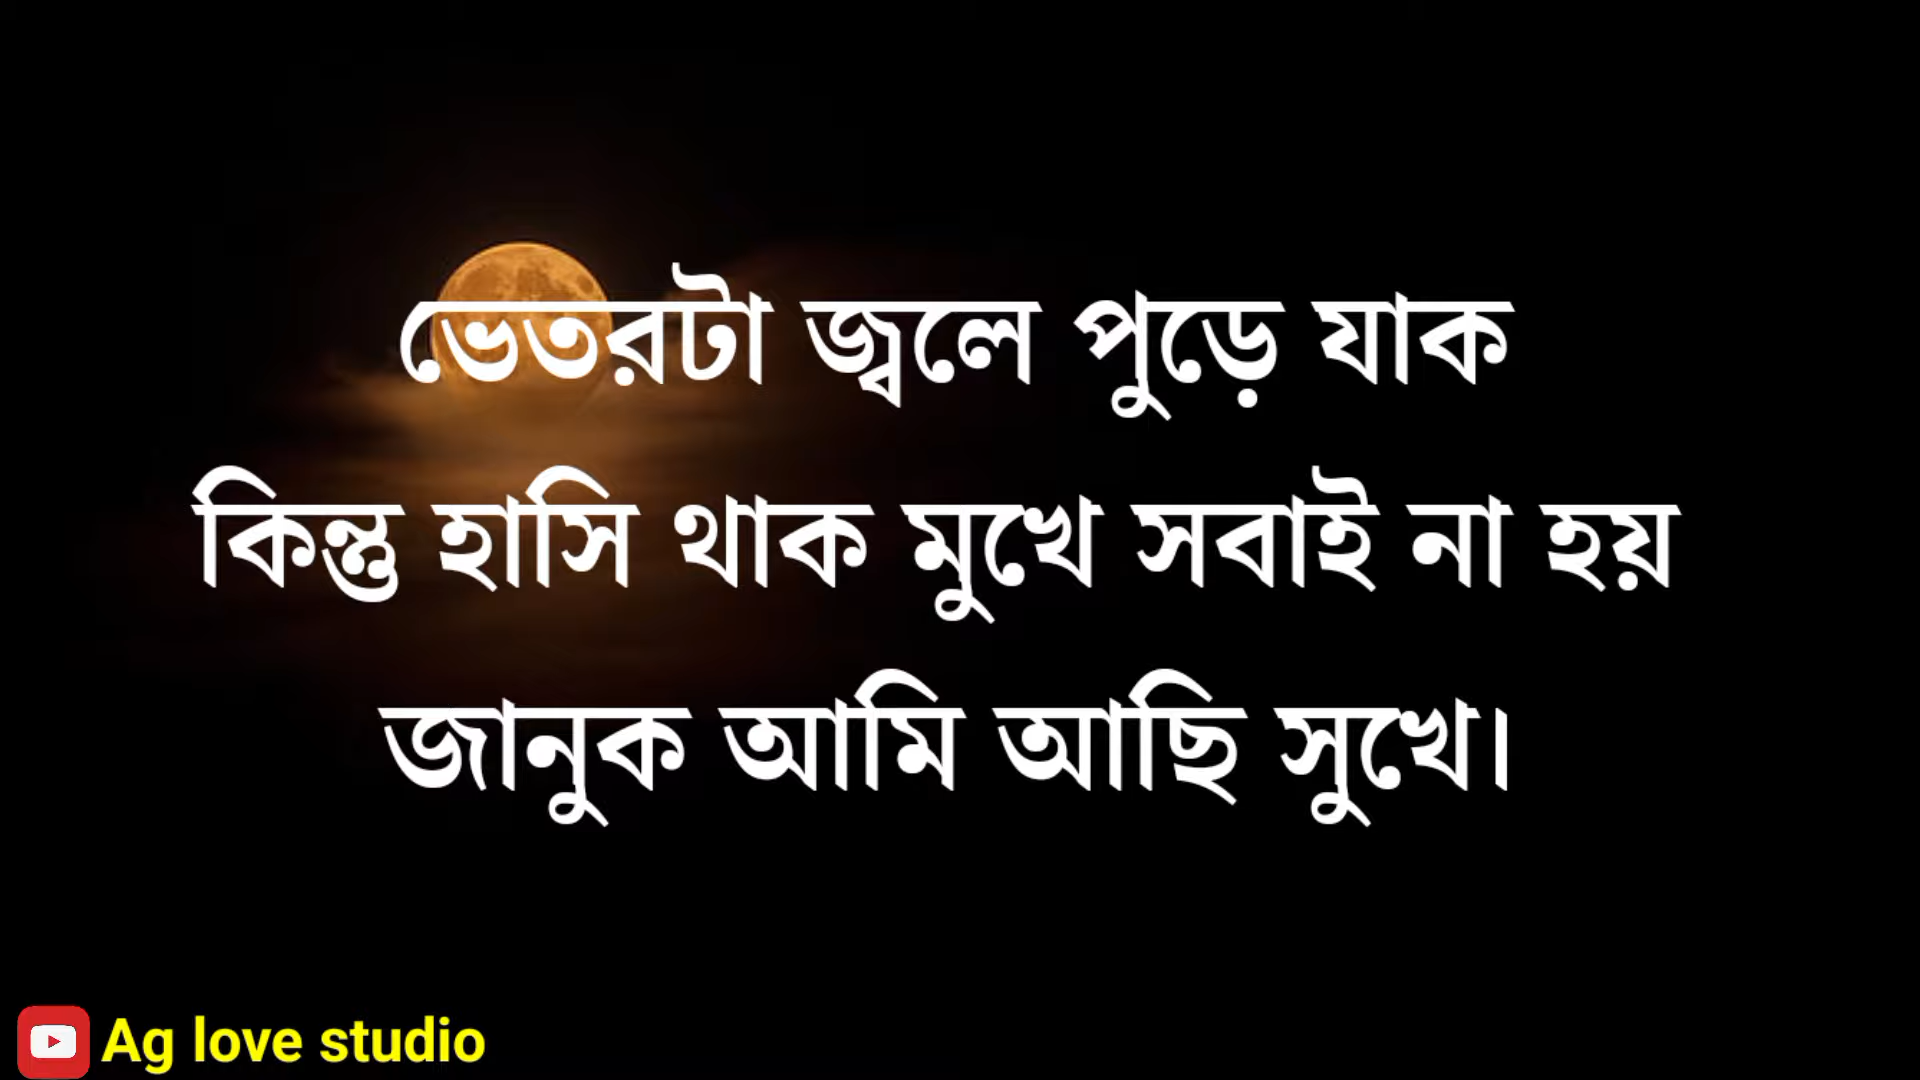 ভেতরটা জ্বলে পুড়ে যাক
কিন্তু হাসি থাক মুখে সবাই না হয়
জানুক আমি আছি সুখে।
Ag love studio